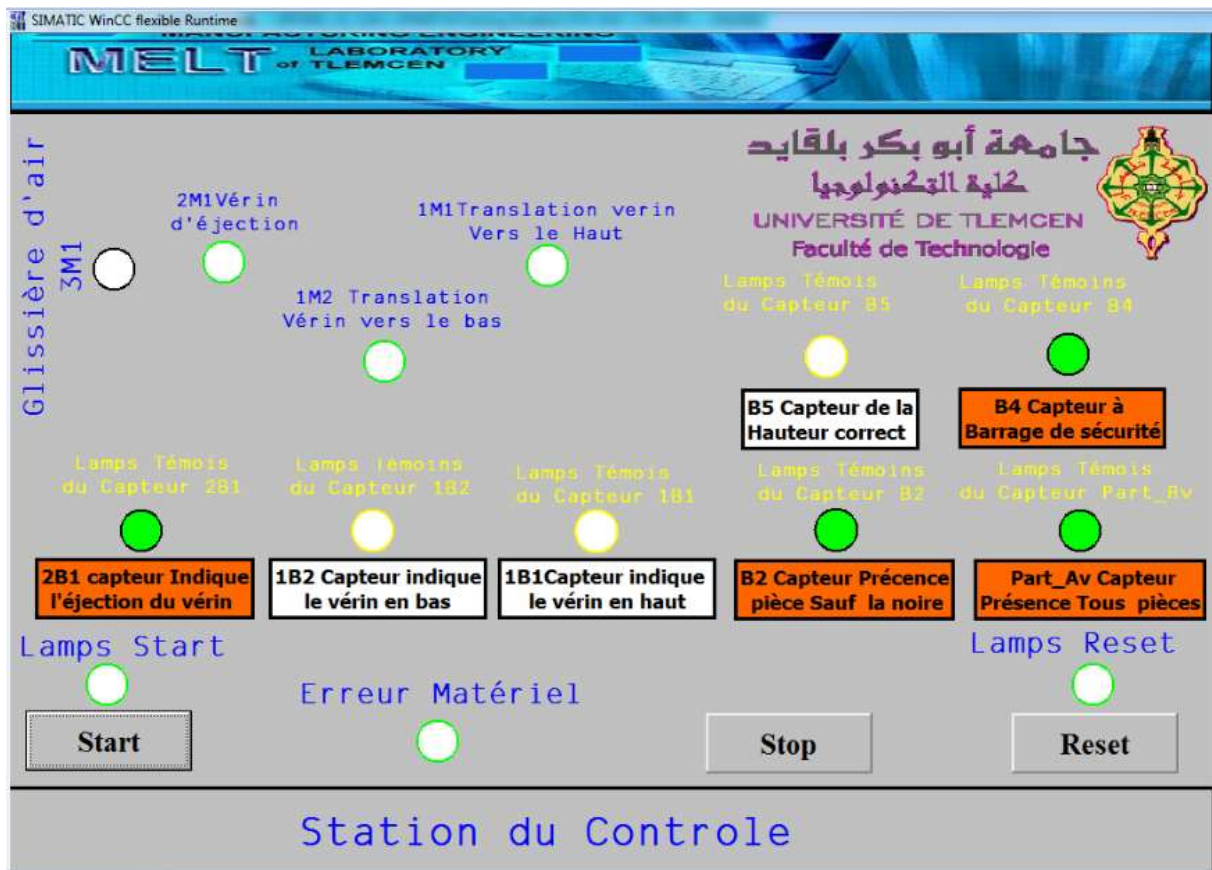 SIMATIC WinCC flexible Runtime
MANUFACTURING ENGINEERING
MELT LABORATORY
of TLEMCEN
جامعة أبو بكر بلقايد
كلية التكنولوجيا
UNIVERSITÉ DE TLEMCEN
Faculté de Technologie
Glissière d'air
3M1
2M1Vérin
d'éjection
1M1Translation verin
Vers le Haut
1M2 Translation
Vérin vers le bas
Lamps Témois
du Capteur B5
Lamps Témoins
du Capteur B4
B5 Capteur de la
Hauteur correct
B4 Capteur à
Barrage de sécurité
Lamps Témois
du Capteur 2B1
Lamps Témoins
du Capteur 1B2
Lamps Témois
du Capteur 1B1
Lamps Témoins
du Capteur B2
Lamps Témois
du Capteur Part_Av
2B1 capteur Indique
l'éjection du vérin
1B2 Capteur indique
le vérin en bas
1B1Capteur indique
le vérin en haut
B2 Capteur Précence
pièce Sauf la noire
Part_Av Capteur
Présence Tous pièces
Lamps Start
Erreur Matériel
Lamps Reset
Start
Stop
Reset
Station du Controle